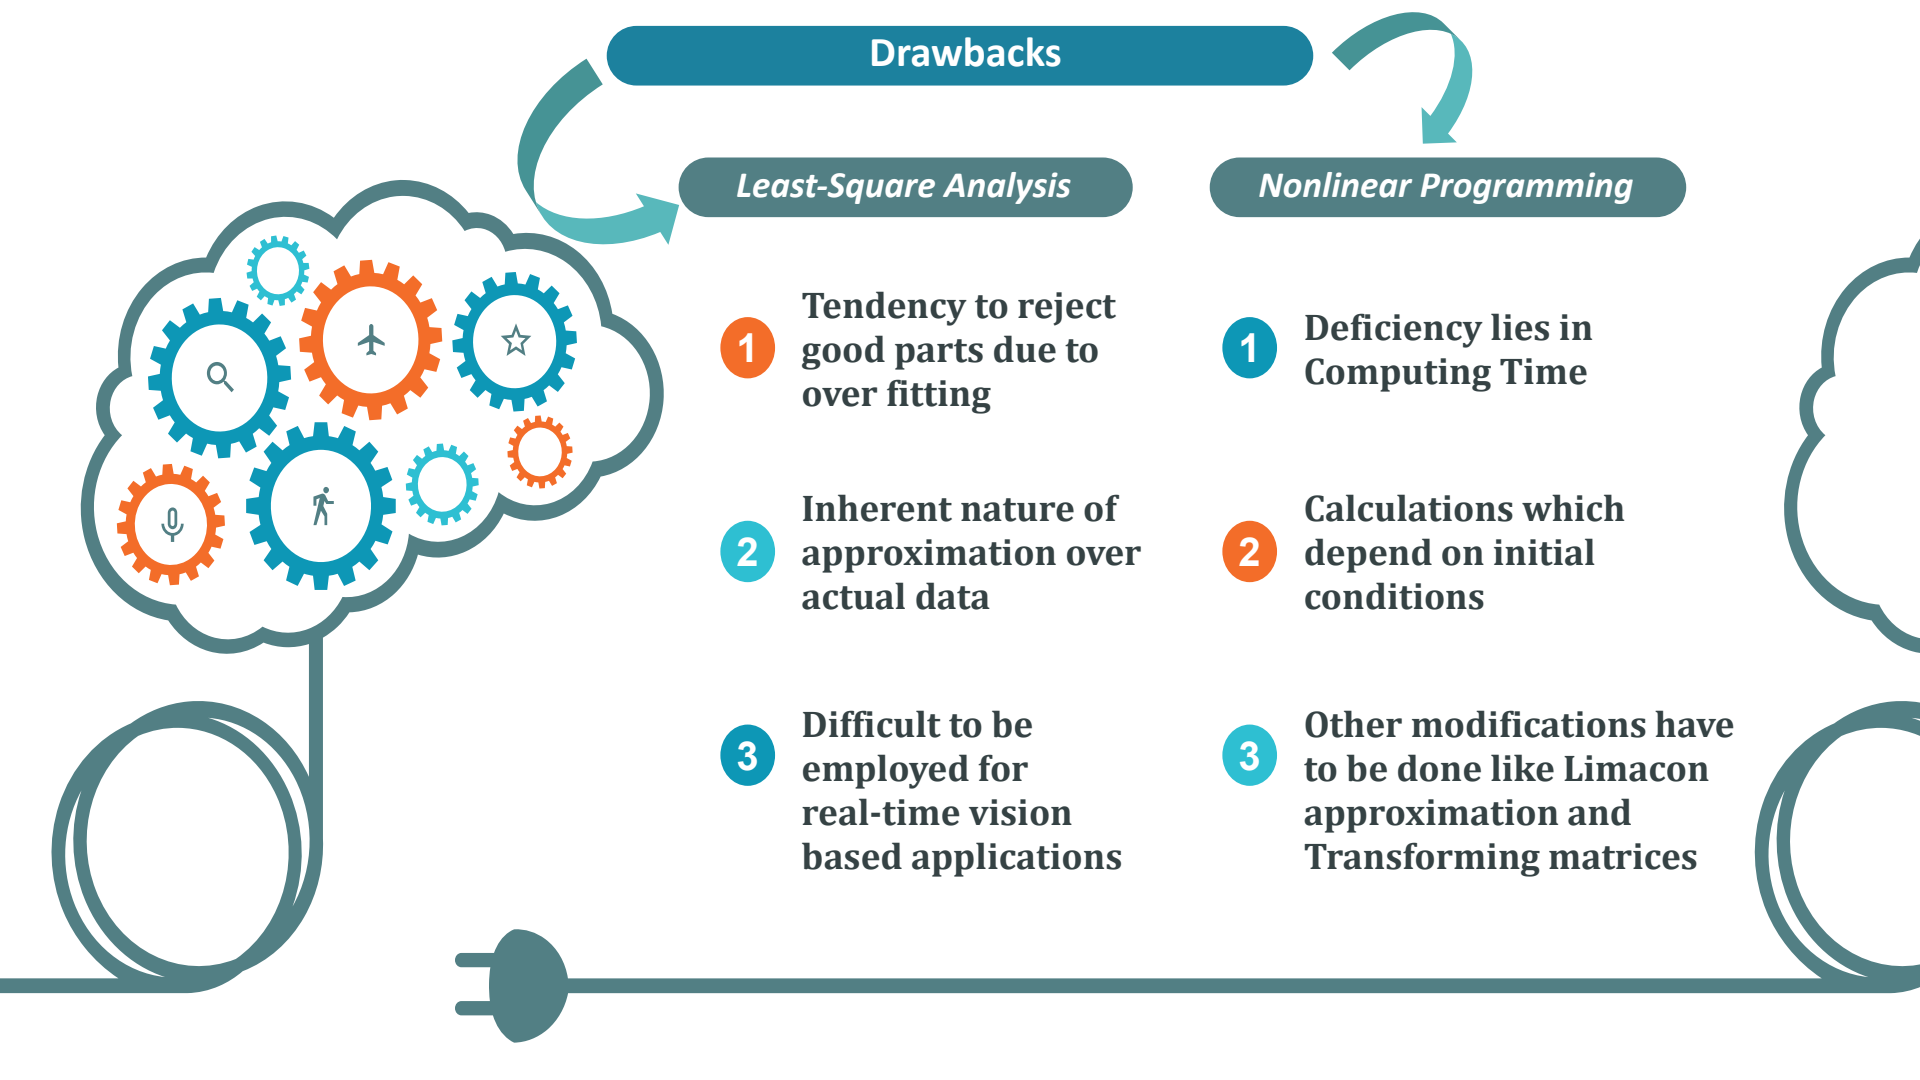 Drawbacks
Least-Square Analysis
1
Tendency to reject
good parts due to
over fitting
2
Inherent nature of
approximation over
actual data
3
Difficult to be
employed for
real-time vision
based applications
Nonlinear Programming
1
Deficiency lies in
Computing Time
2
Calculations which
depend on initial
conditions
3
Other modifications have
to be done like Limacon
approximation and
Transforming matrices